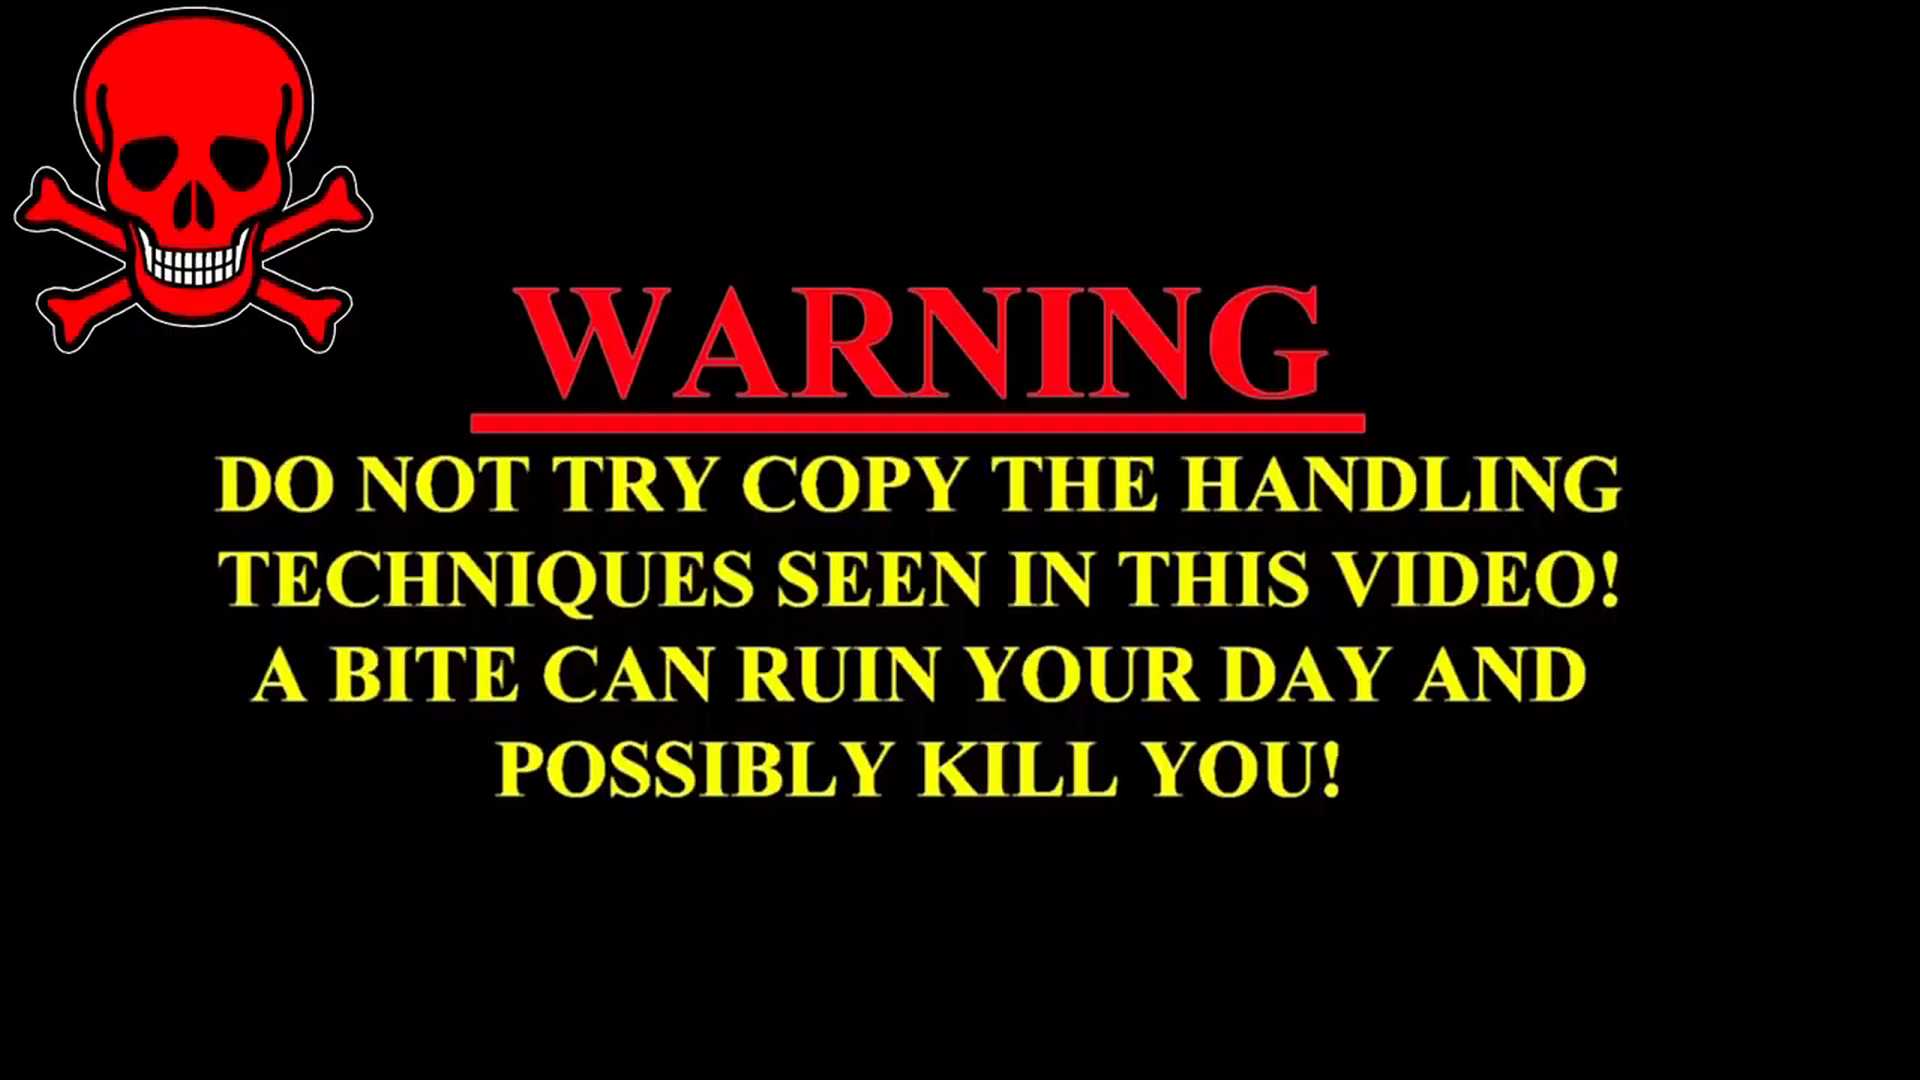 WARNING
DO NOT TRY COPY THE HANDLING
TECHNIQUES SEEN IN THIS VIDEO!
A BITE CAN RUIN YOUR DAY AND
POSSIBLY KILL YOU!